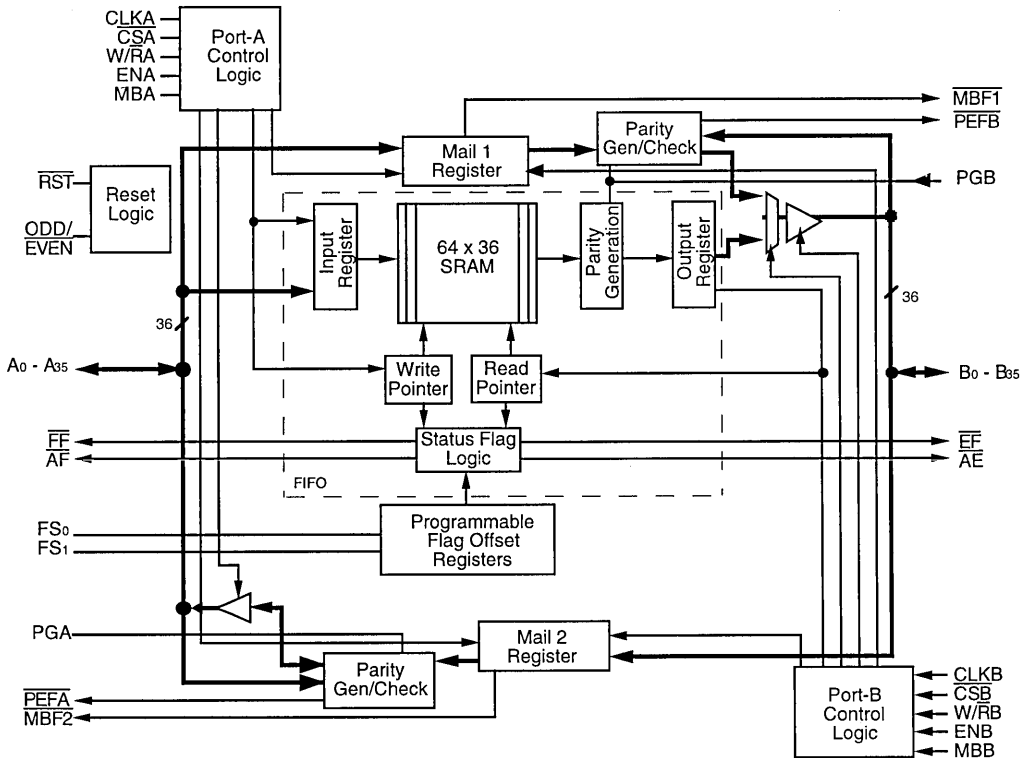 CLKA
CSA
W/RA
ENA
MBA
Port-A
Control
Logic
MBF1
PEFB
Parity
Gen/Check
Mail 1
Register
PGB
RST
ODD/
EVEN
Reset
Logic
Input
Register
64 x 36
SRAM
Parity
Generation
Output
Register
36
36
A0 - A35
Write
Pointer
Read
Pointer
B0 - B35
FF
AF
Status Flag
Logic
EF
AE
FIFO
FS0
FS1
Programmable
Flag Offset
Registers
PGA
Mail 2
Register
Parity
Gen/Check
PEFA
MBF2
Port-B
Control
Logic
CLKB
CSB
W/RB
ENB
MBB